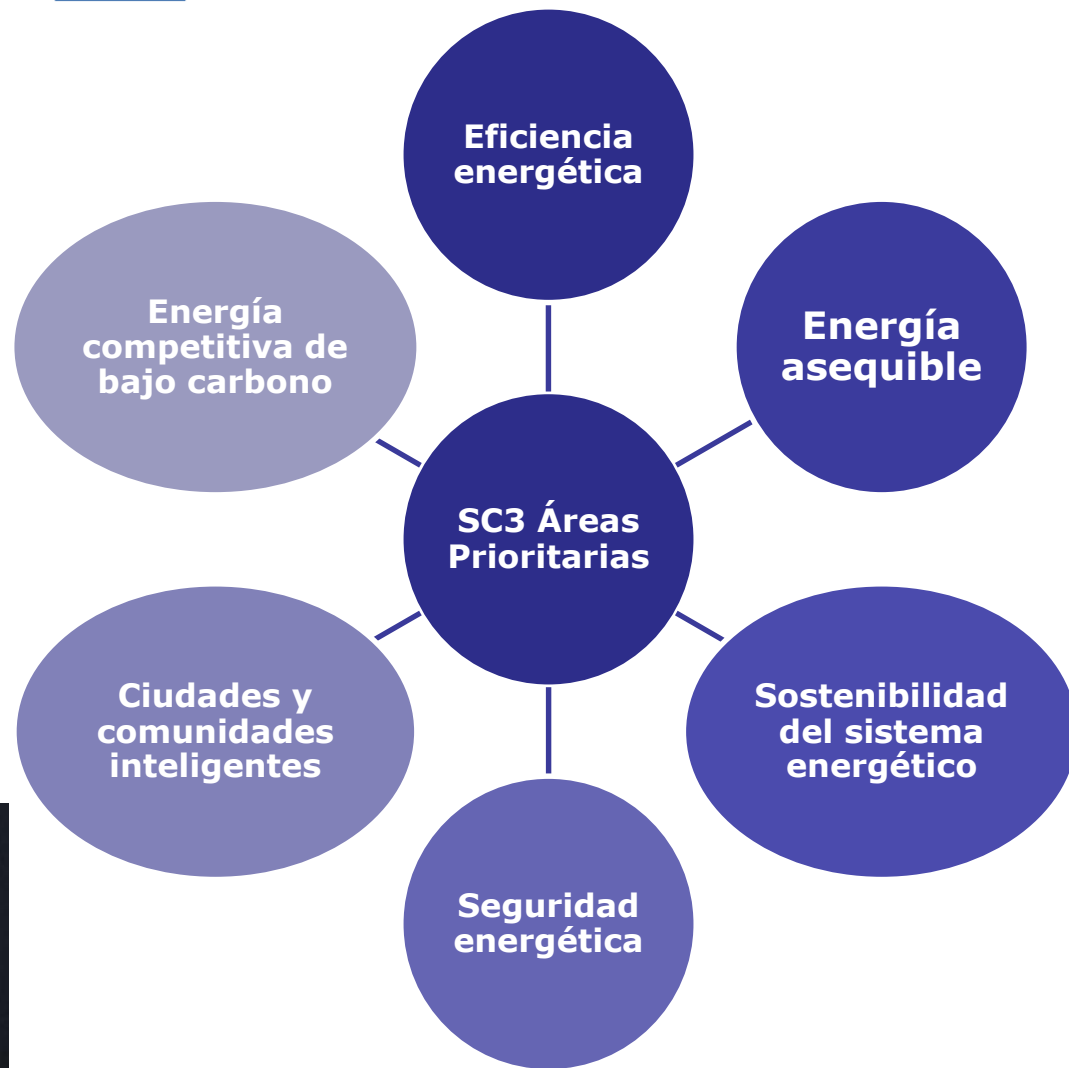 Eficiencia
energética
Energía
asequible
Sostenibilidad
del sistema
energético
Seguridad
energética
Ciudades y
comunidades
inteligentes
Energía
competitiva de
bajo carbono
SC3 Áreas
Prioritarias